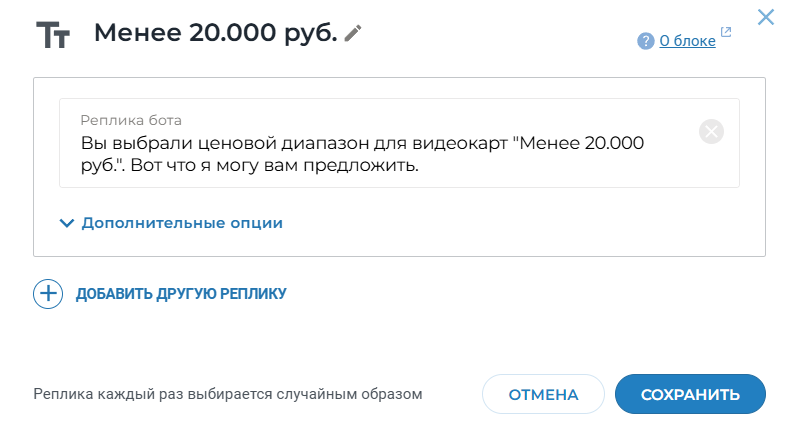 Тт Менее 20.000 руб.
? О блоке
Реплика бота
Вы выбрали ценовой диапазон для видеокарт "Менее 20.000
руб.". Вот что я могу вам предложить.
Дополнительные опции
ДОБАВИТЬ ДРУГУЮ РЕПЛИКУ
Реплика каждый раз выбирается случайным образом
ОТМЕНА
СОХРАНИТЬ